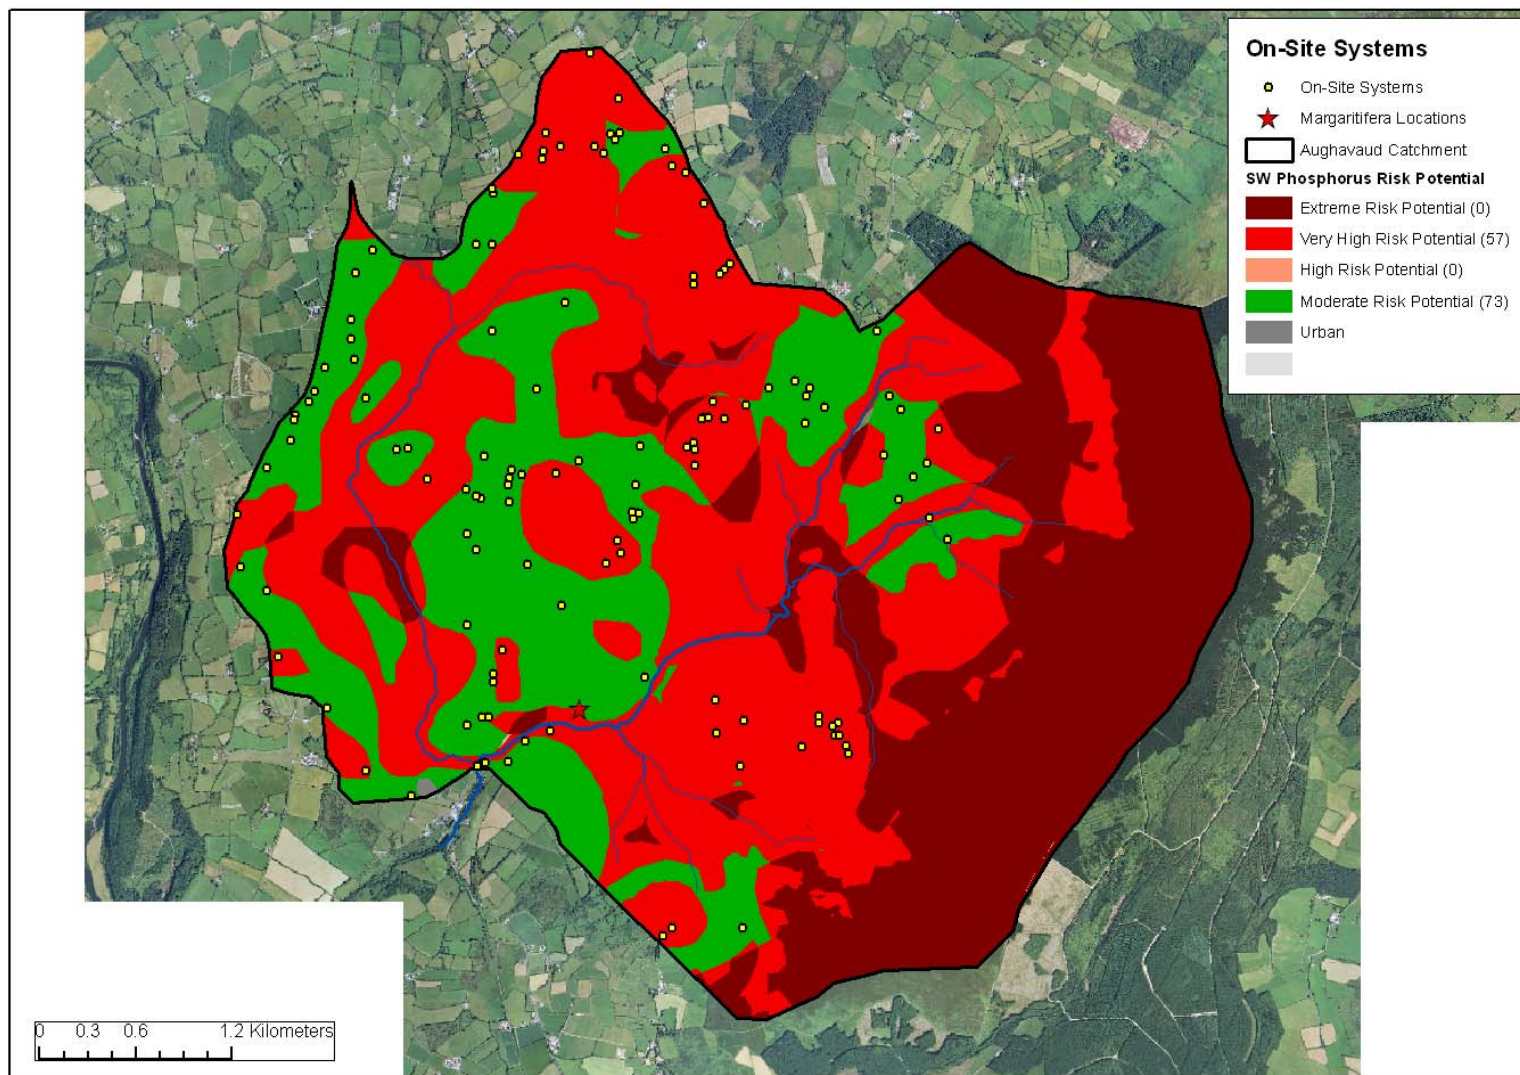 On-Site Systems
On-Site Systems
Margaritifera Locations
Aughavaud Catchment
SW Phosphorus Risk Potential
Extreme Risk Potential (0)
Very High Risk Potential (57)
High Risk Potential (0)
Moderate Risk Potential (73)
Urban
0 0.3 0.6 1.2 Kilometers